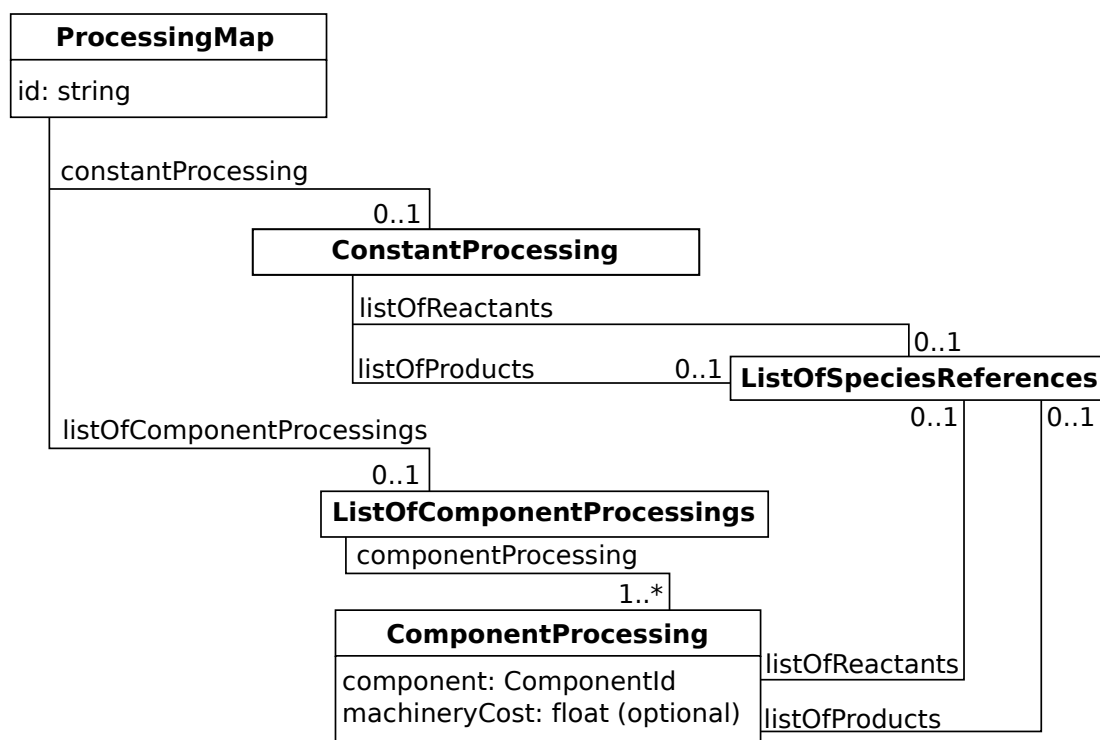 ProcessingMap
id: string
constantProcessing
0..1
ConstantProcessing
listOfReactants
0..1
listOfProducts
0..1
ListOfSpeciesReferences
0..1
0..1
listOfComponentProcessings
0..1
ListOfComponentProcessings
componentProcessing
1..*
ComponentProcessing
component: ComponentId
machineryCost: float (optional)
listOfReactants
listOfProducts